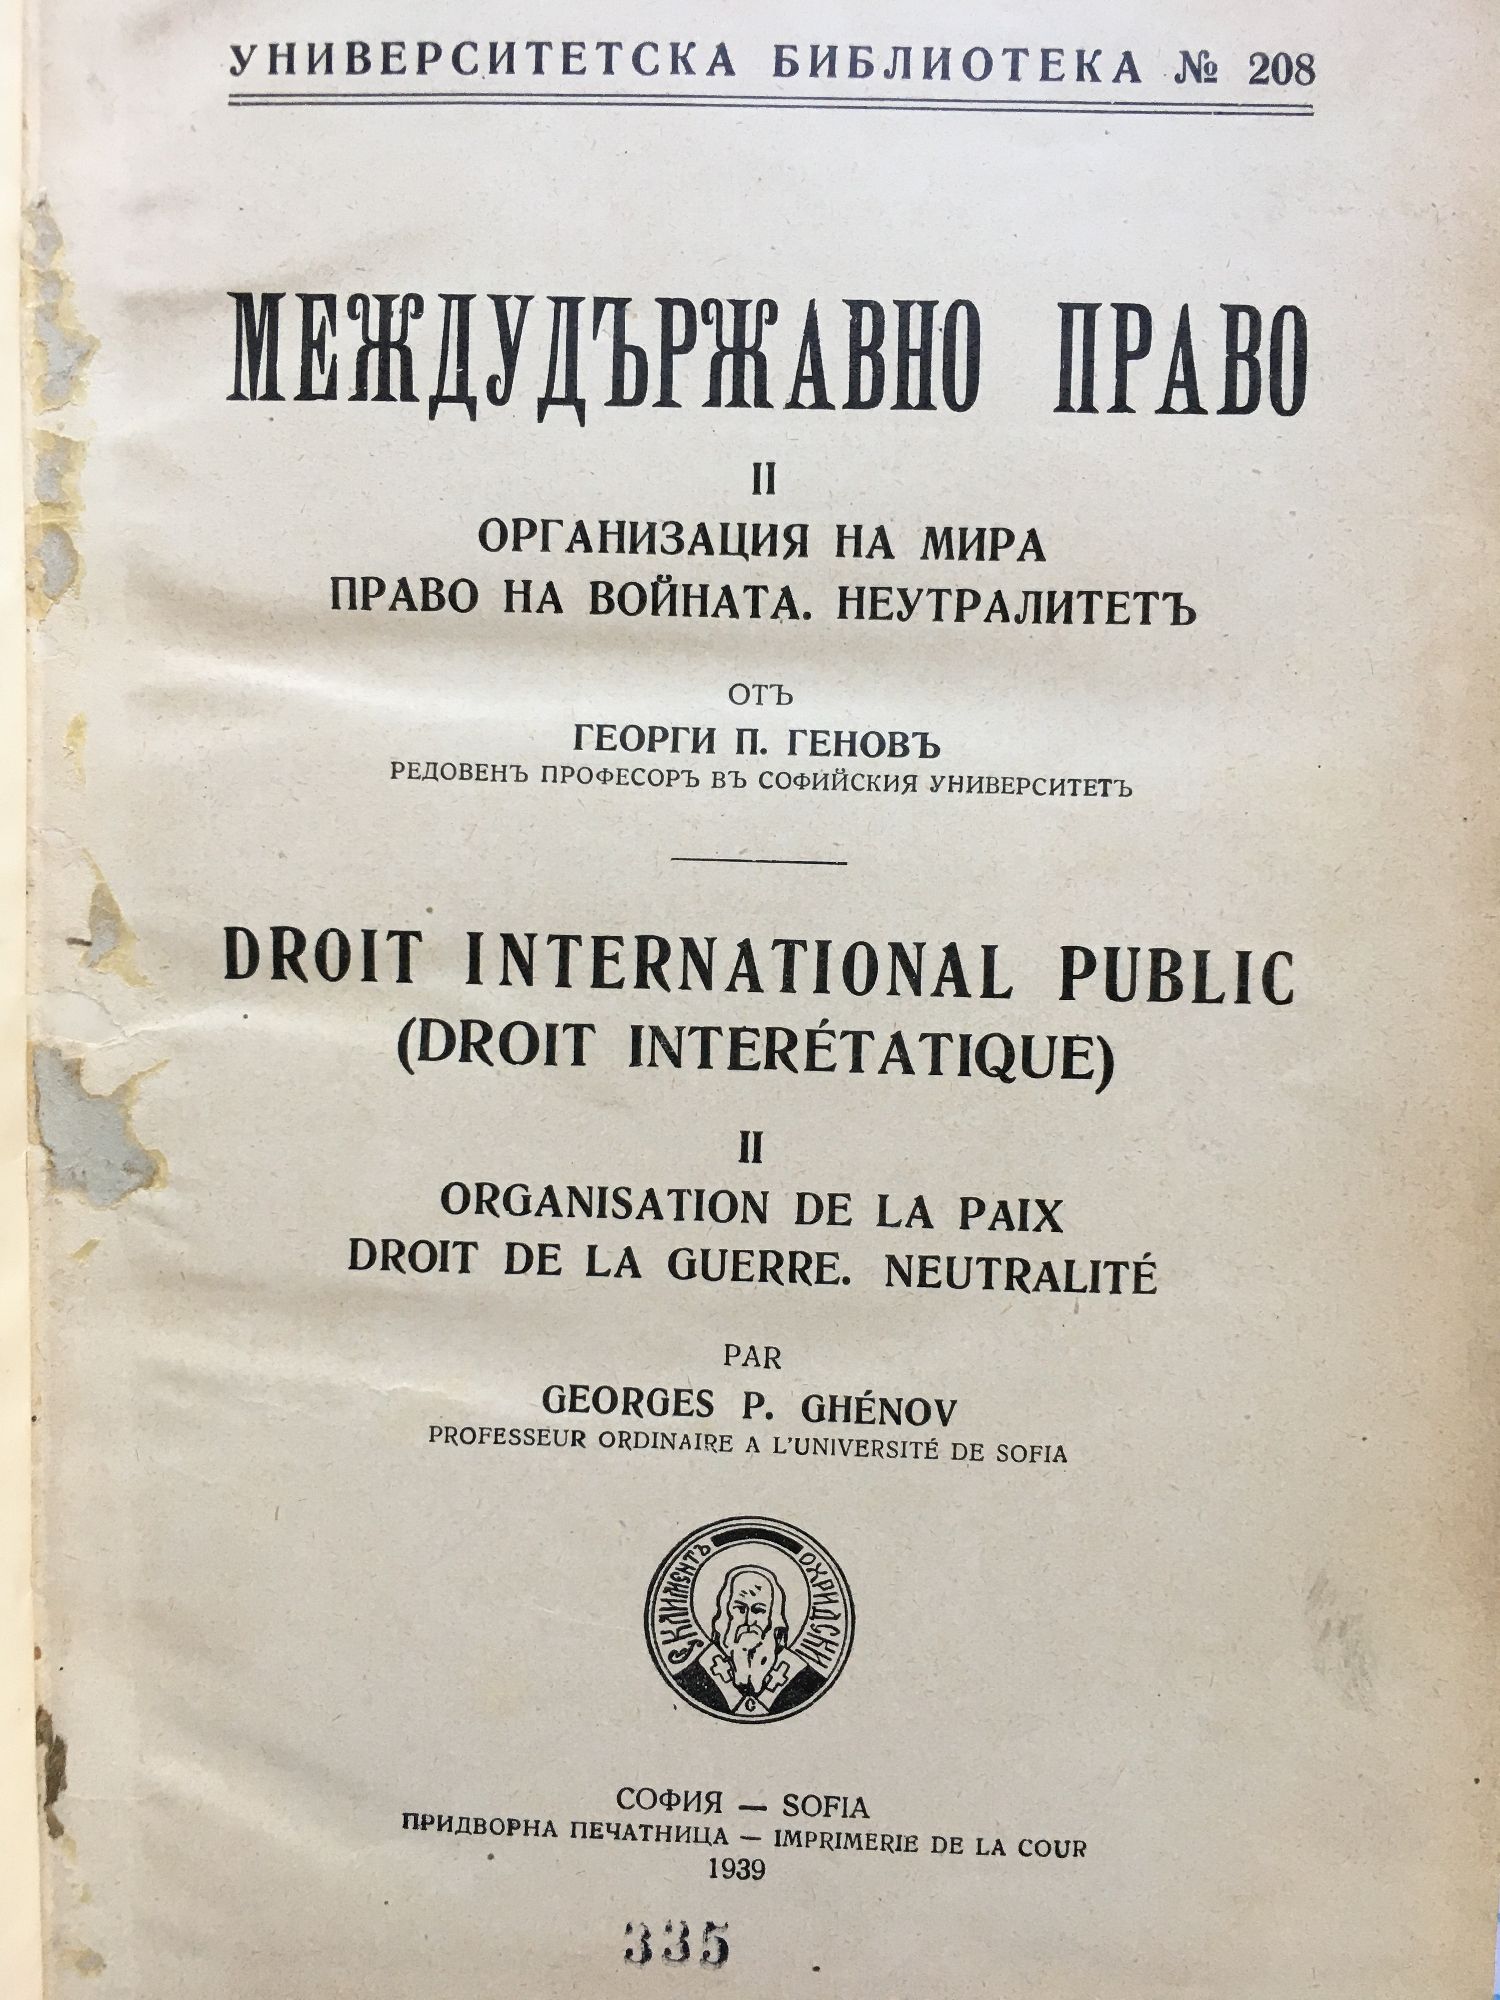 УНИВЕРСИТЕТСКА БИБЛИОТЕКА № 208
МЕЖДУДЪРЖАВНО ПРАВО
II
ОРГАНИЗАЦИЯ НА МИРА
ПРАВО НА ВОЙНАТА. НЕУТРАЛИТЕТЪ
ОТЪ
ГЕОРГИ П. ГЕНОВЪ
РЕДОВЕНЪ ПРОФЕСОРЪ ВЪ СОФИЙСКИЯ УНИВЕРСИТЕТЪ
DROIT INTERNATIONAL PUBLIC
(DROIT INTERÉTATIQUE)
II
ORGANISATION DE LA PAIX
DROIT DE LA GUERRE. NEUTRALITÉ
PAR
GEORGES P. GHÉNOV
PROFESSEUR ORDINAIRE A L'UNIVERSITÉ DE SOFIA
КЛИМЕНТЪ ОХРИДСКИ
С
СОФИЯ — SOFIA
ПРИДВОРНА ПЕЧАТНИЦА — IMPRIMERIE DE LA COUR
1939
335